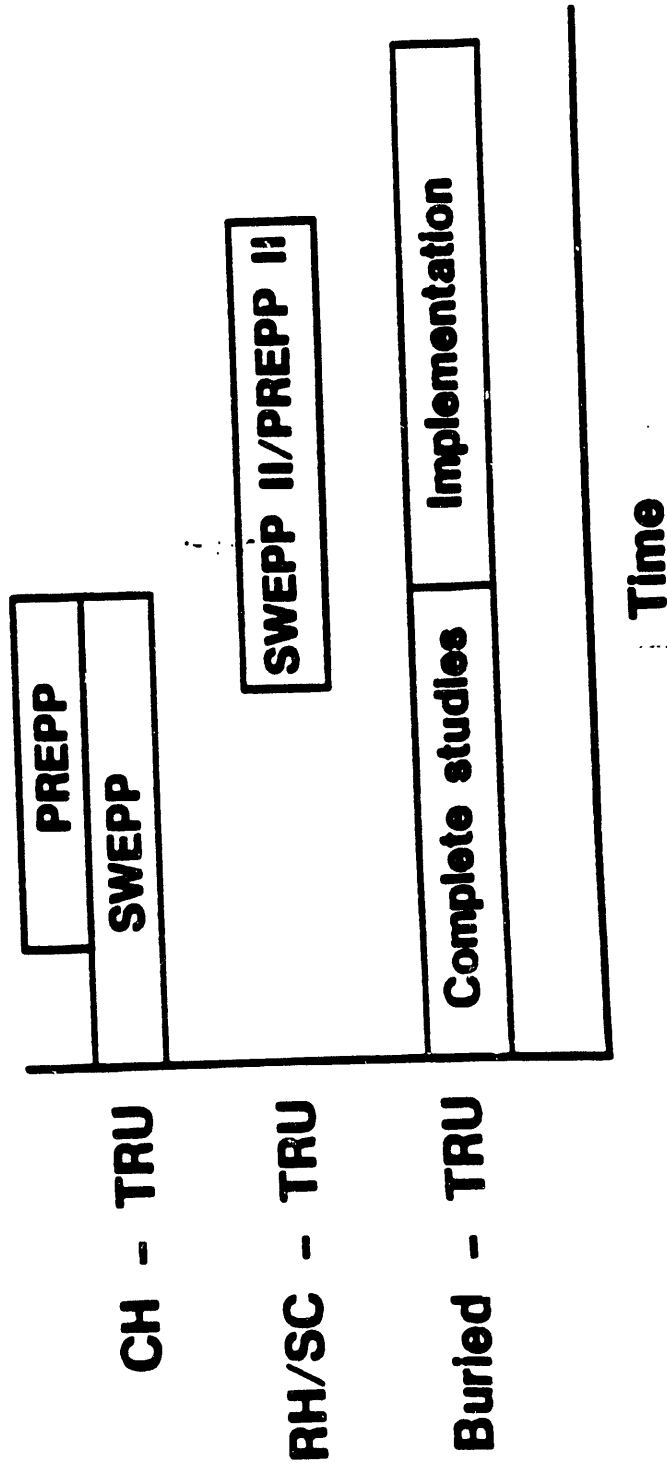 PREPP
CH - TRU
SWEPP
RH/SC - TRU
SWEPP II/PREPP II
Buried - TRU
Complete studies
Implementation
Time